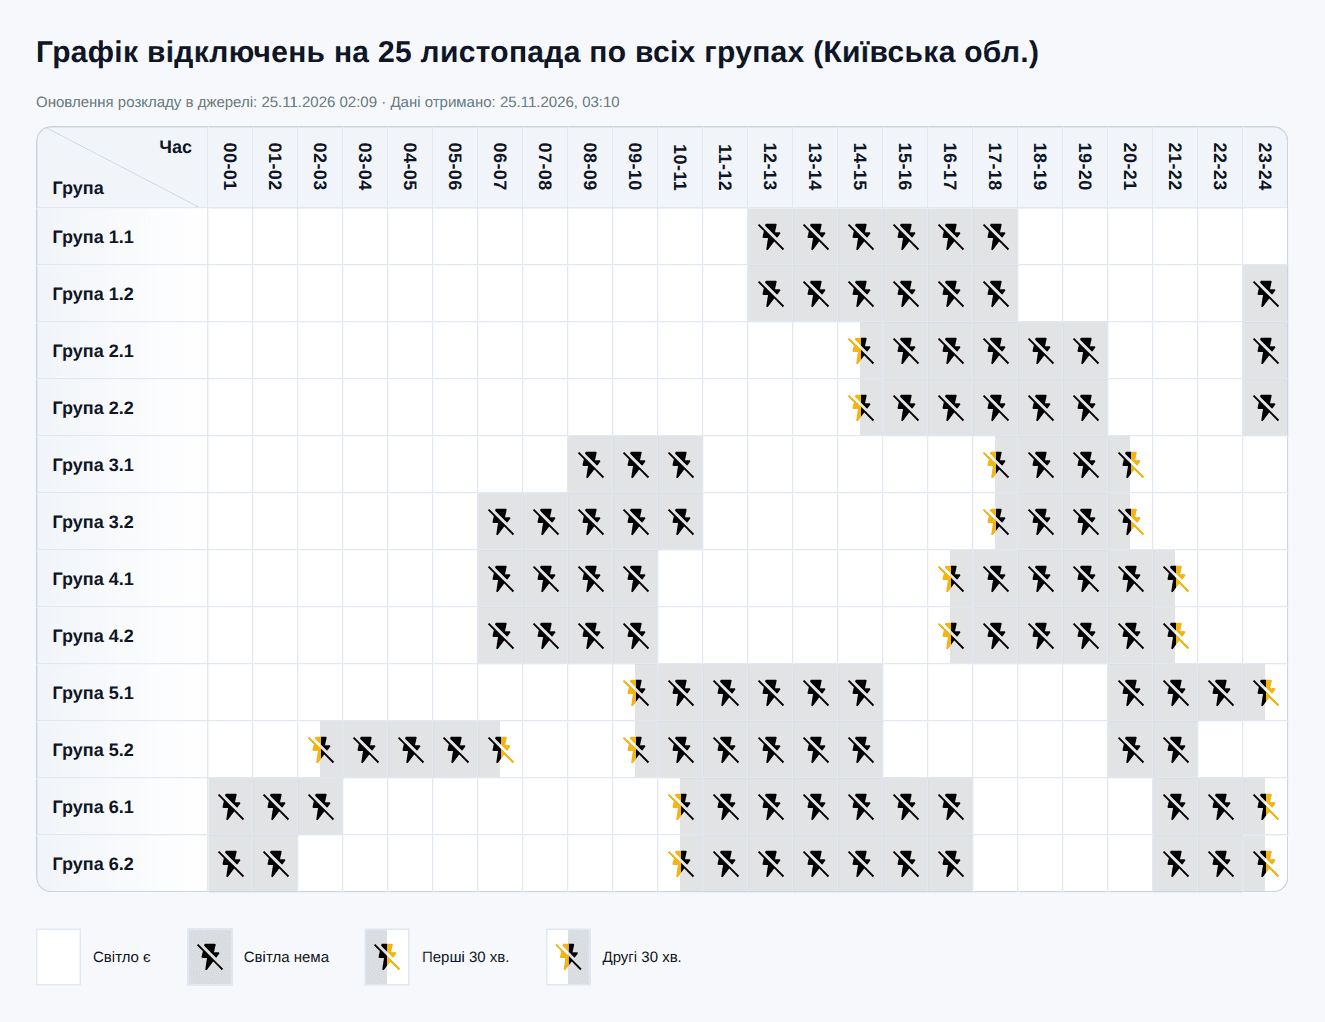 Графік відключень на 25 листопада по всіх групах (Київська обл.)
Оновлення розкладу в джерелі: 25.11.2026 02:09 · Дані отримано: 25.11.2026, 03:10
Час
Група
00-01 01-02 02-03 03-04 04-05 05-06 06-07 07-08 08-09 09-10 10-11 11-12 12-13 13-14 14-15 15-16 16-17 17-18 18-19 19-20 20-21 21-22 22-23 23-24
Група 1.1
Група 1.2
Група 2.1
Група 2.2
Група 3.1
Група 3.2
Група 4.1
Група 4.2
Група 5.1
Група 5.2
Група 6.1
Група 6.2
Світло є Світла нема Перші 30 хв. Другі 30 хв.